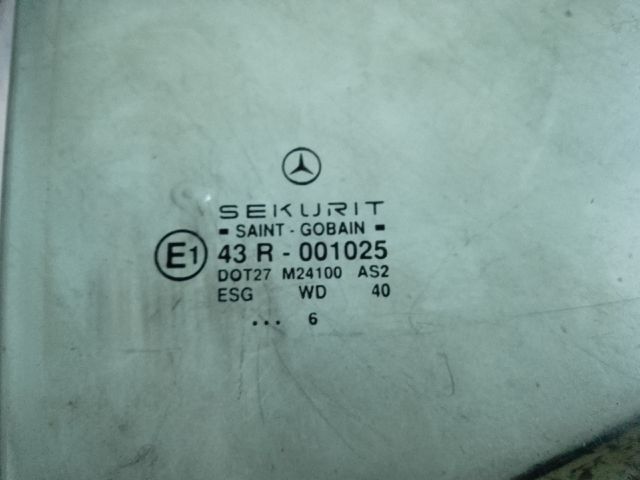 SEKURIT
SAINT - GOBAIN
E1
43 R - 001025
DOT27 M24100 AS2
ESG WD 40
... 6